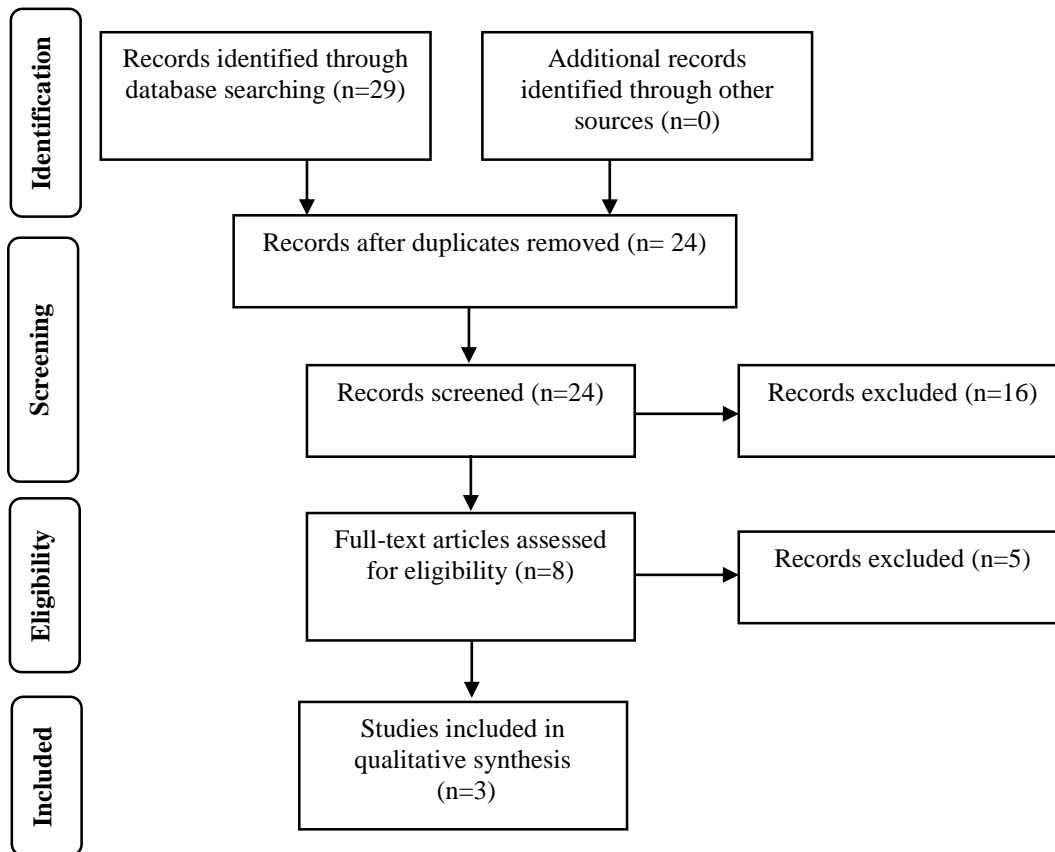 Identification
Records identified through
database searching (n=29)
Additional records
identified through other
sources (n=0)
Records after duplicates removed (n= 24)
Screening
Records screened (n=24)
Records excluded (n=16)
Eligibility
Full-text articles assessed
for eligibility (n=8)
Records excluded (n=5)
Included
Studies included in
qualitative synthesis
(n=3)